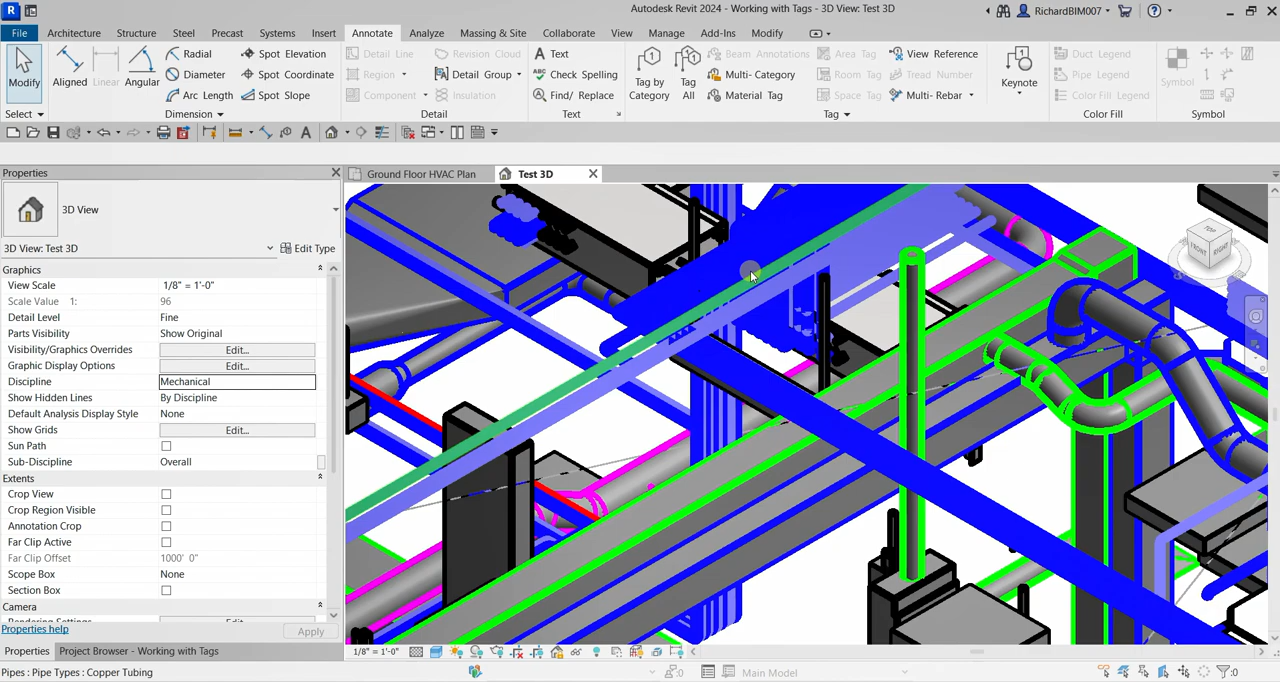 R Autodesk Revit 2024 - Working with Tags - 3D View: Test 3D RichardBIM007
File Architecture Structure Steel Precast Systems Insert Annotate Analyze Massing & Site Collaborate View Manage Add-Ins Modify
Modify Aligned Linear Angular Radial Diameter Arc Length Spot Elevation Spot Coordinate Spot Slope
Detail Line Region Component Revision Cloud Detail Group Insulation
Text Check Spelling Find/ Replace
Tag by Category Tag All Beam Annotations Multi- Category Material Tag Area Tag Room Tag Space Tag View Reference Tread Number Multi- Rebar
Keynote Duct Legend Pipe Legend Color Fill Legend Symbol
Select Dimension Detail Text Tag Color Fill Symbol
Properties
Ground Floor HVAC Plan Test 3D
3D View
3D View: Test 3D Edit Type
Graphics
View Scale 1/8" = 1'-0"
Scale Value 1: 96
Detail Level Fine
Parts Visibility Show Original
Visibility/Graphics Overrides Edit...
Graphic Display Options Edit...
Discipline Mechanical
Show Hidden Lines By Discipline
Default Analysis Display Style None
Show Grids Edit...
Sun Path
Sub-Discipline Overall
Extents
Crop View
Crop Region Visible
Annotation Crop
Far Clip Active
Far Clip Offset 1000' 0"
Scope Box None
Section Box
Camera
Rendering Settings Edit...
Properties help Apply
Properties Project Browser - Working with Tags
TOP
FRONT RIGHT
1/8" = 1'-0"
Pipes : Pipe Types : Copper Tubing :0 Main Model :0